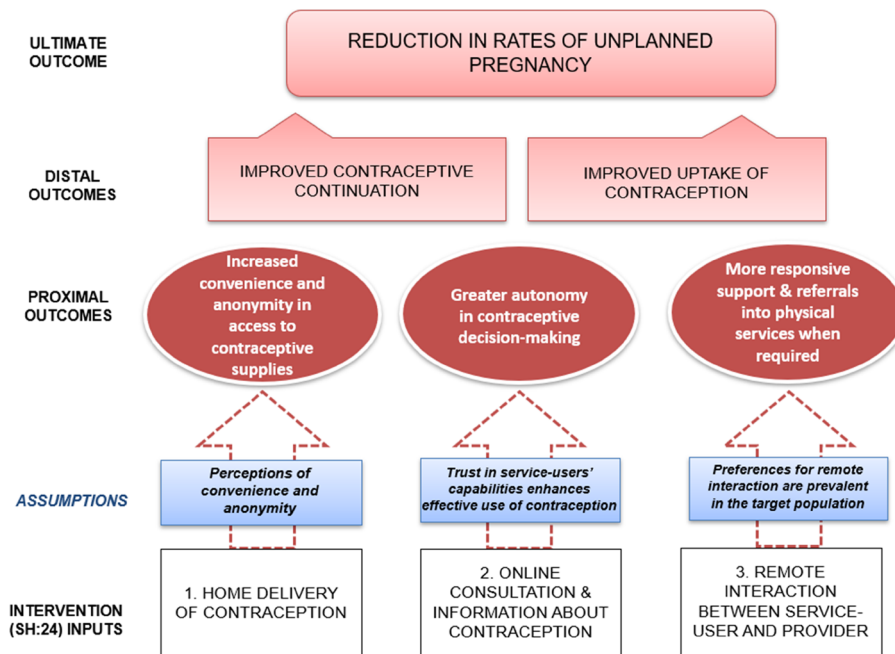 ULTIMATE
OUTCOME
REDUCTION IN RATES OF UNPLANNED
PREGNANCY
DISTAL
OUTCOMES
IMPROVED CONTRACEPTIVE
CONTINUATION
IMPROVED UPTAKE OF
CONTRACEPTION
PROXIMAL
OUTCOMES
Increased
convenience and
anonymity in
access to
contraceptive
supplies
Greater autonomy
in contraceptive
decision-making
More responsive
support & referrals
into physical
services when
required
ASSUMPTIONS
Perceptions of
convenience and
anonymity
Trust in service-users'
capabilities enhances
effective use of contraception
Preferences for remote
interaction are prevalent
in the target population
INTERVENTION
(SH:24) INPUTS
1. HOME DELIVERY
OF CONTRACEPTION
2. ONLINE
CONSULTATION &
INFORMATION ABOUT
CONTRACEPTION
3. REMOTE
INTERACTION
BETWEEN SERVICE-
USER AND PROVIDER